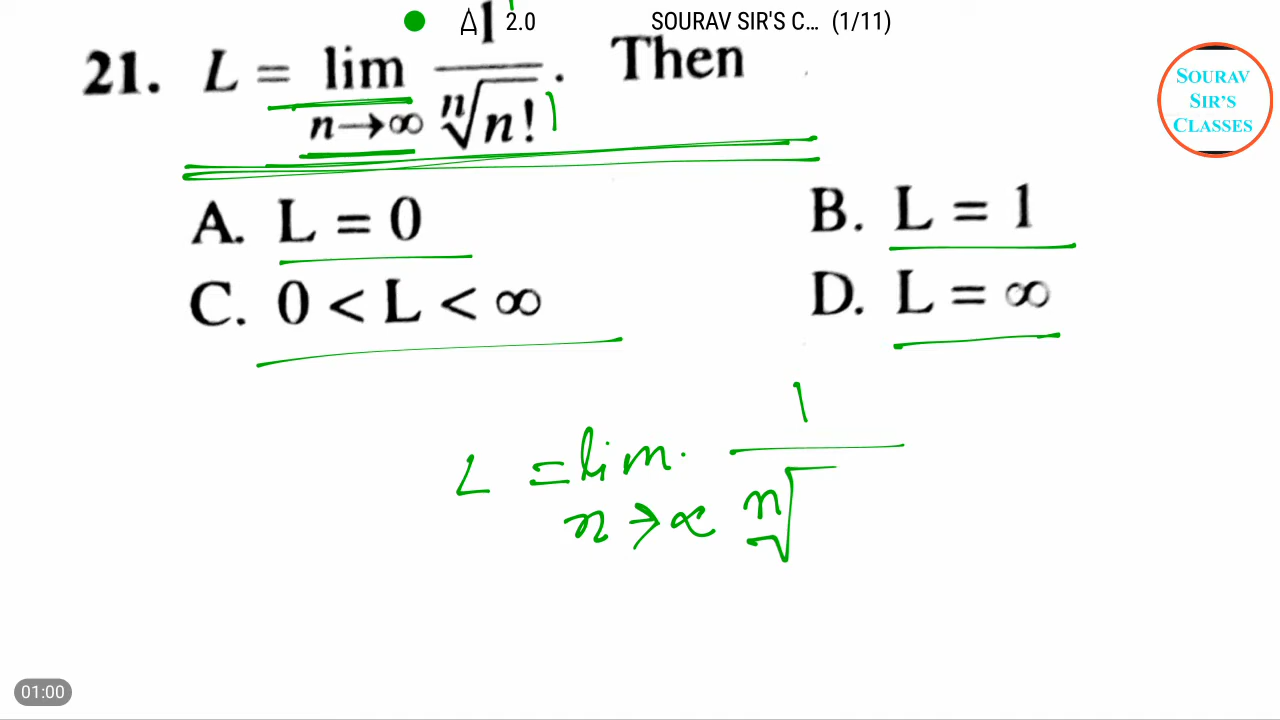 Δ1 2.0 SOURAV SIR'S C... (1/11)
21. L = lim n→∞ 1/ⁿ√n! . Then
SOURAV
SIR'S
CLASSES
A. L = 0 B. L = 1
C. 0 < L < ∞ D. L = ∞
L = lim n→∝ 1/ⁿ√
01:00